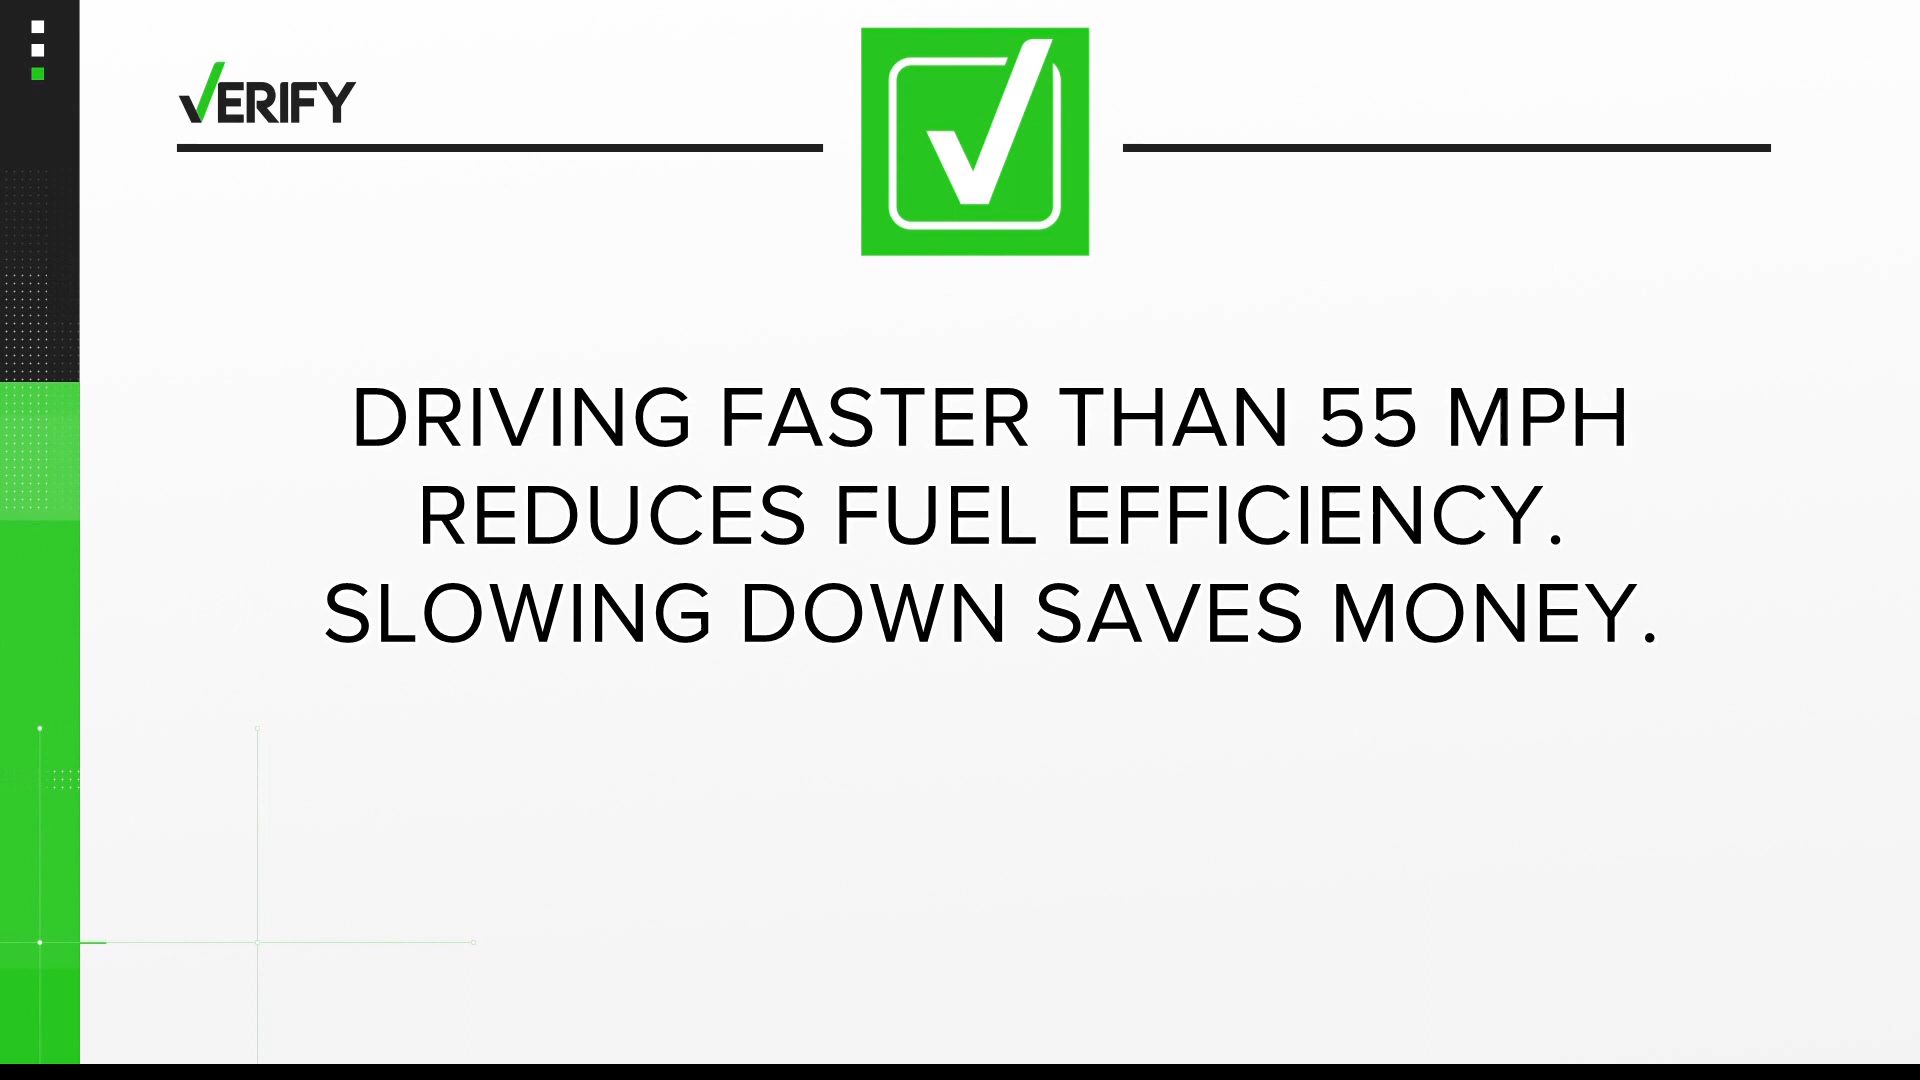 VERIFY
DRIVING FASTER THAN 55 MPH
REDUCES FUEL EFFICIENCY.
SLOWING DOWN SAVES MONEY.